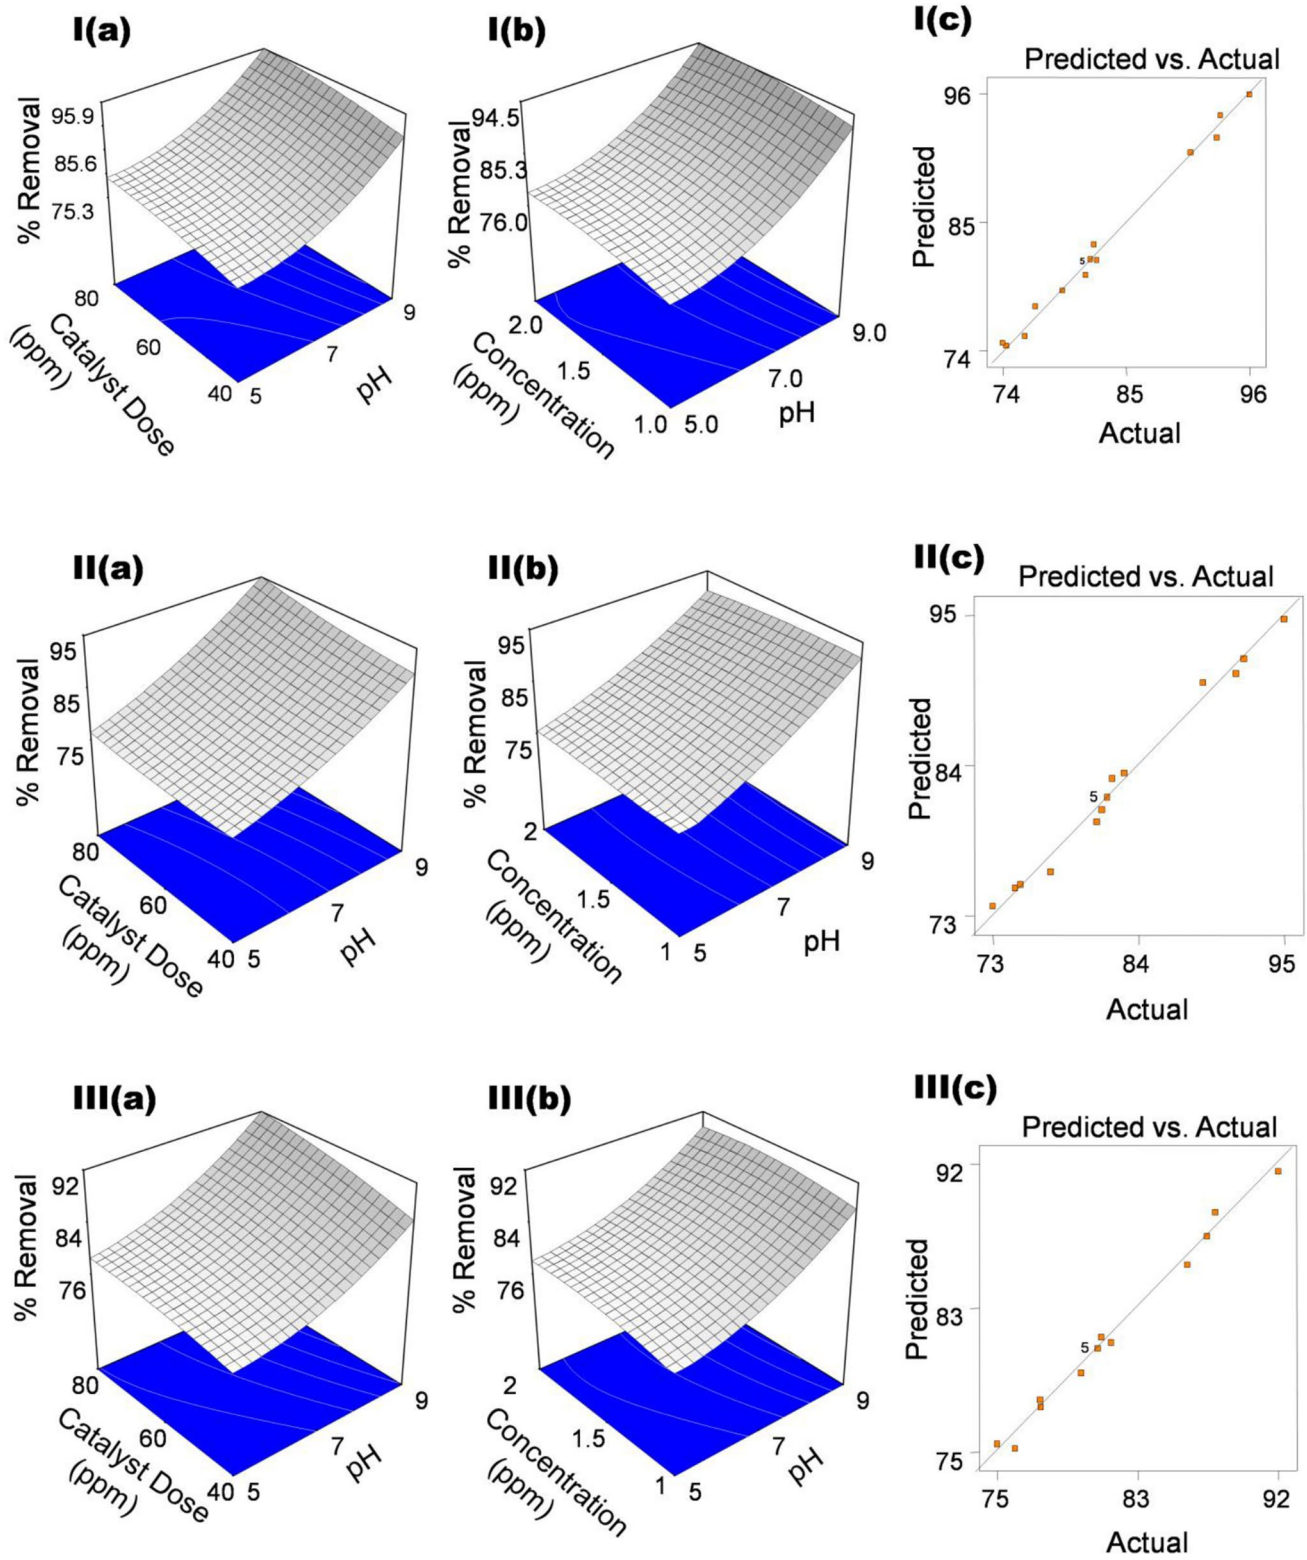 I(a)
% Removal
95.9
85.6
75.3
80
60
40
Catalyst Dose
(ppm)
5
7
9
pH
I(b)
% Removal
94.5
85.3
76.0
2.0
1.5
1.0
Concentration
(ppm)
5.0
7.0
9.0
pH
I(c)
Predicted vs. Actual
Predicted
96
85
74
5
74 85 96
Actual
II(a)
% Removal
95
85
75
80
60
40
Catalyst Dose
(ppm)
5
7
9
pH
II(b)
% Removal
95
85
75
2
1.5
1
Concentration
(ppm)
5
7
9
pH
II(c)
Predicted vs. Actual
Predicted
95
84
73
5
73 84 95
Actual
III(a)
% Removal
92
84
76
80
60
40
Catalyst Dose
(ppm)
5
7
9
pH
III(b)
% Removal
92
84
76
2
1.5
1
Concentration
(ppm)
5
7
9
pH
III(c)
Predicted vs. Actual
Predicted
92
83
75
5
75 83 92
Actual